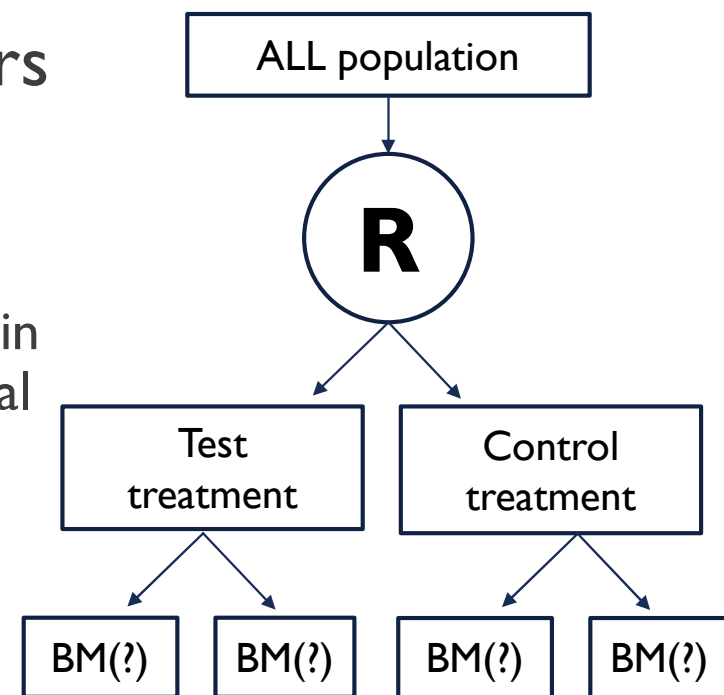 rs
in
al
ALL population
R
Test
treatment
Control
treatment
BM(?)
BM(?)
BM(?)
BM(?)